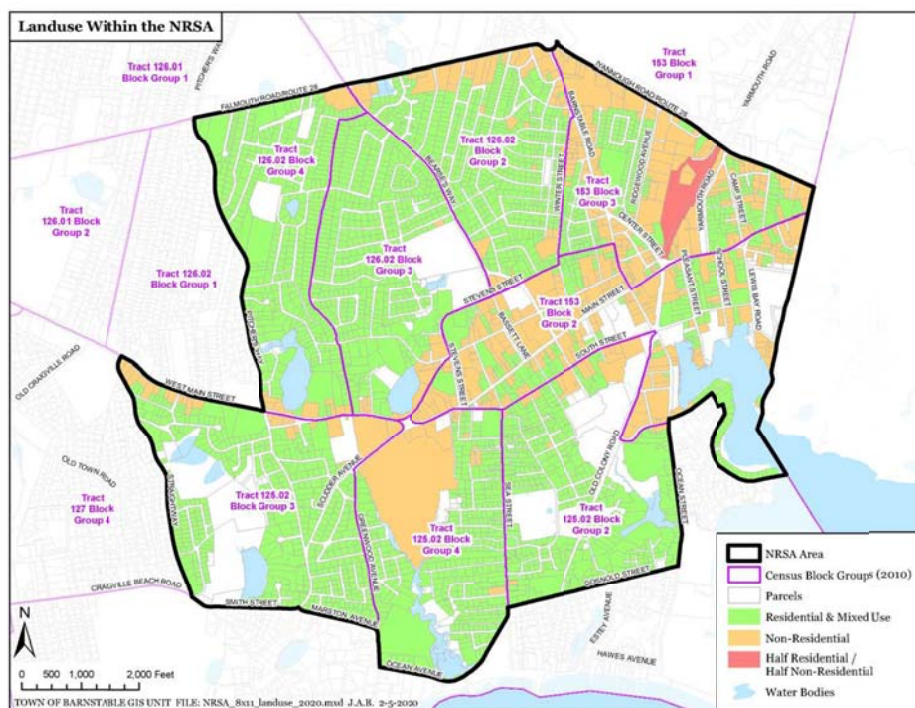 Landuse Within the NRSA
Tract 126.01
Block Group 1
PITCHER'S WAY
FALMOUTH ROAD/ROUTE 28
Tract
153 Block
Group 1
IYANNOUGH ROAD/ROUTE 28
YARMOUTH ROAD
Tract
126.02 Block
Group 4
Tract 126.02
Block Group
2
BEARSE'S WAY
BARNSTABLE ROAD
WINTER STREET
RIDGEWOOD AVENUE
Tract
153 Block
Group 3
CENTER STREET
YARMOUTH ROAD
CAMP STREET
Tract
126.01 Block
Group 2
Tract 126.02
Block Group 1
Tract
126.02 Block
Group 3
STEVENS STREET
Tract 153
Block
Group 2
MAIN STREET
BASSETT LANE
SOUTH STREET
PLEASANT STREET
SCHOOL STREET
LEWIS BAY ROAD
STEVENS STREET
OLD CRAIGVILLE ROAD
WEST MAIN STREET
OLD TOWN ROAD
STRAIGHTWAY
SCUDDER AVENUE
Tract
127 Block
Tract 125.02
Block Group 3
GREENWOOD AVENUE
Tract
125.02 Block
Group 4
SEA STREET
OLD COLONY ROAD
Tract
125.02 Block
Group 2
OCEAN STREET
CRAGVILLE BEACH ROAD
SMITH STREET
MARSTON AVENUE
OCEAN AVENUE
GOSNOLD STREET
ESTEY AVENUE
HAWES AVENUE
N
0 500 1,000 2,000 Feet
NRSA Area
Census Block Groups (2010)
Parcels
Residential & Mixed Use
Non-Residential
Half Residential /
Half Non-Residential
Water Bodies
TOWN OF BARNSTABLE GIS UNIT FILE: NRSA_8x11_landuse_2020.mxd J.A.B. 2-5-2020